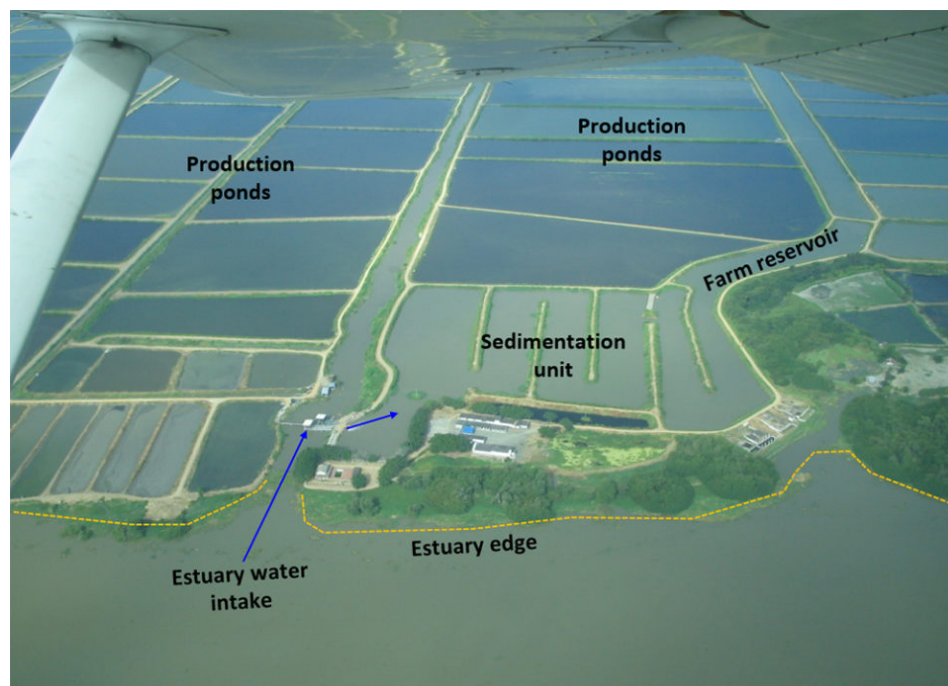 Production
ponds
Production
ponds
Farm reservoir
Sedimentation
unit
Estuary edge
Estuary water
intake